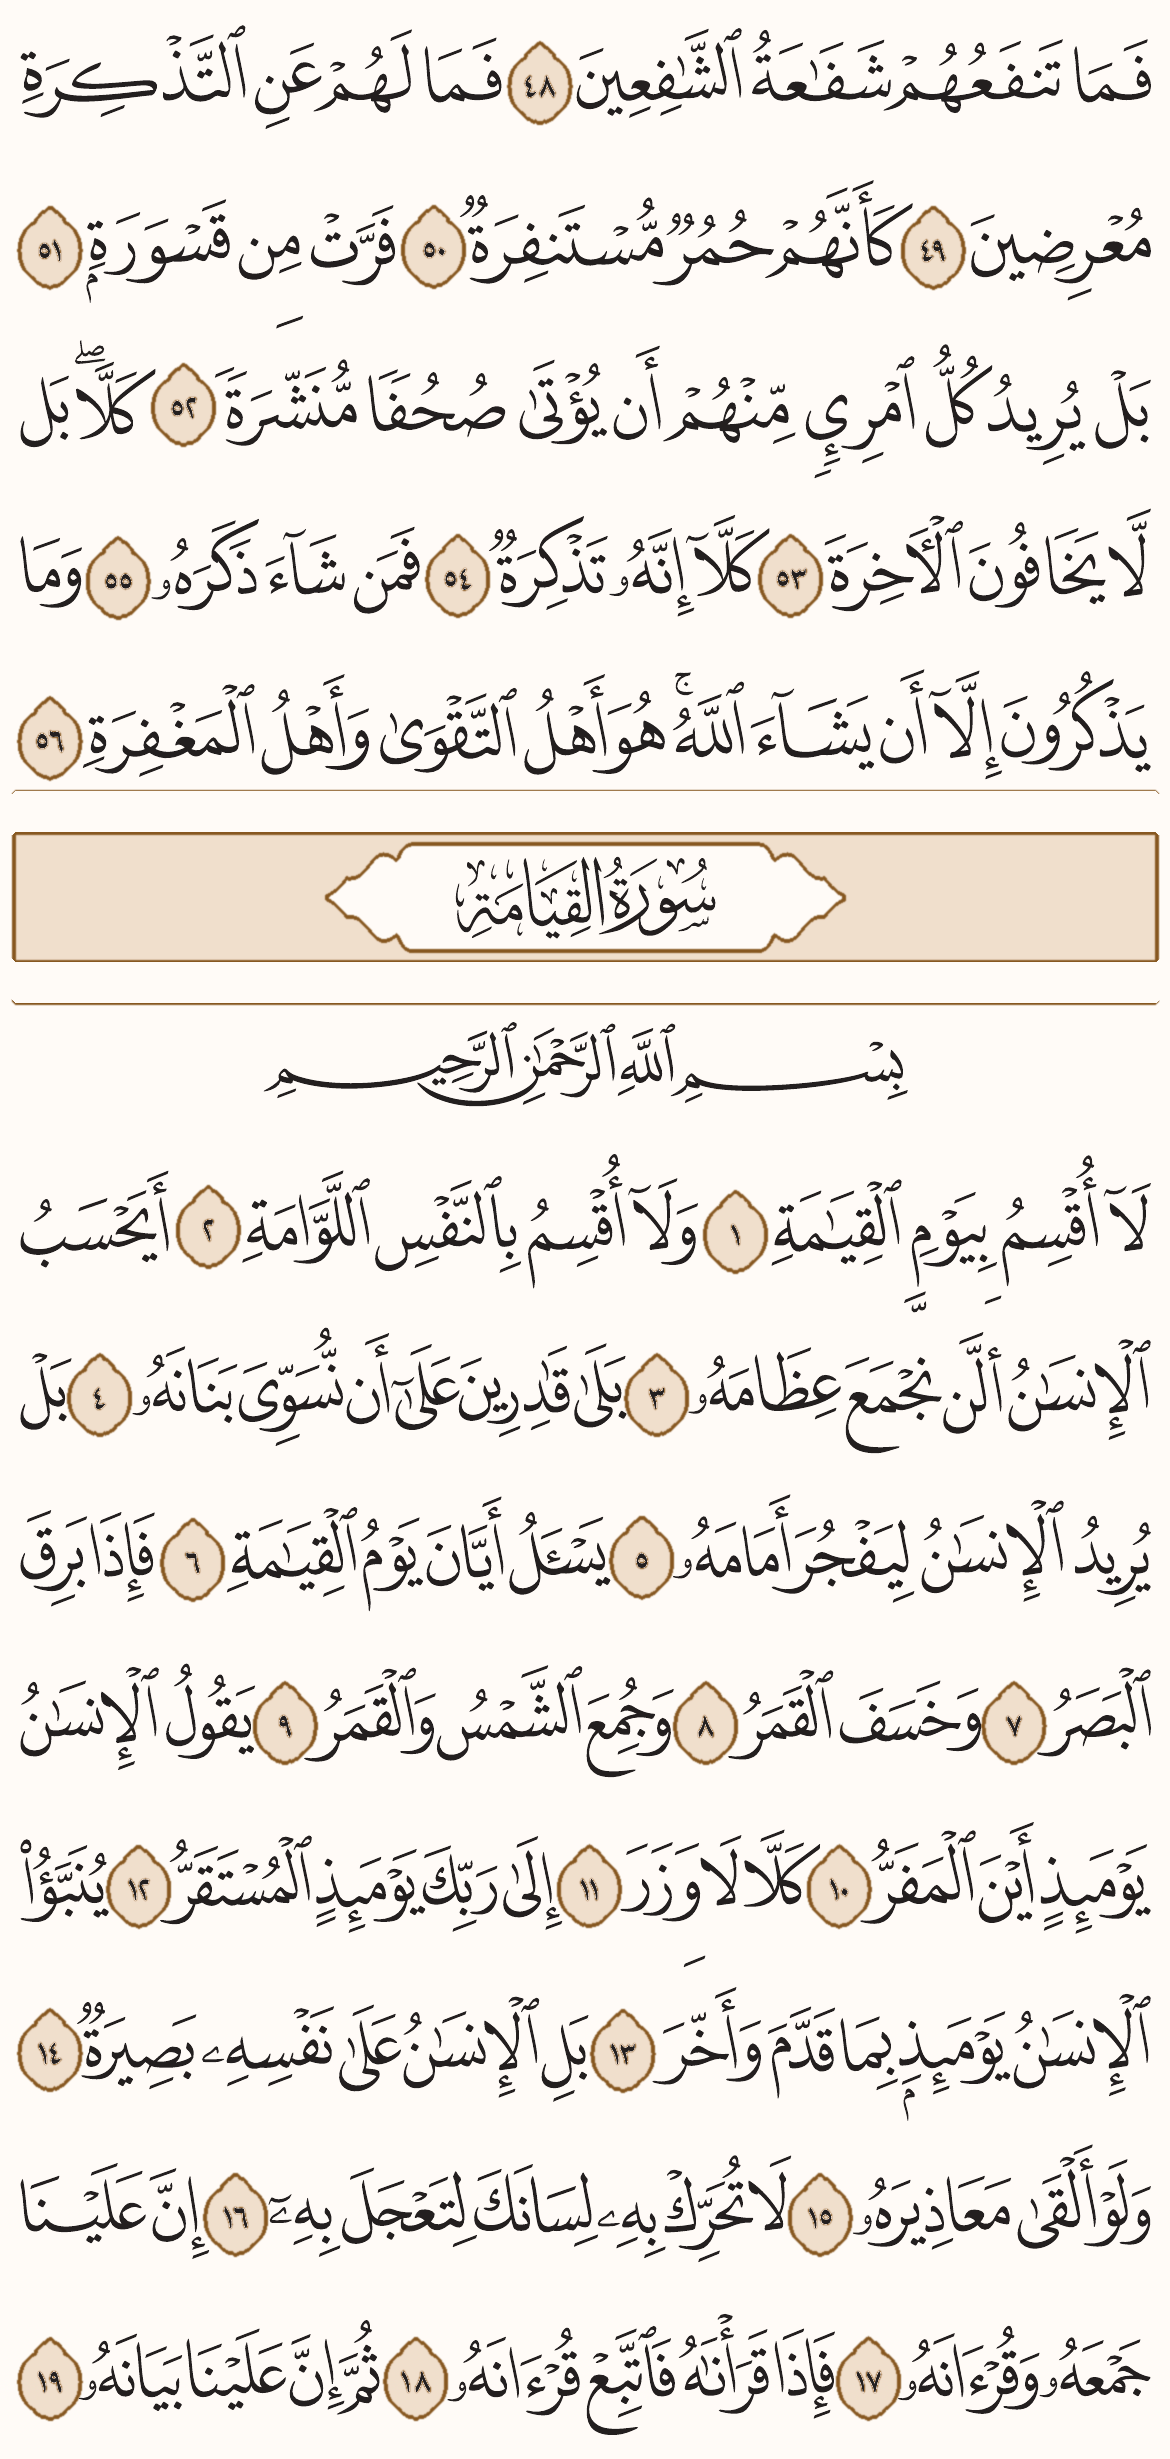 فَمَا تَنفَعُهُمْ شَفَـٰعَةُ ٱلشَّـٰفِعِينَ ٤٨ فَمَا لَهُمْ عَنِ ٱلتَّذْكِرَةِ
مُعْرِضِينَ ٤٩ كَأَنَّهُمْ حُمُرٌ مُّسْتَنفِرَةٌ ٥٠ فَرَّتْ مِن قَسْوَرَةٍۭ ٥١
بَلْ يُرِيدُ كُلُّ ٱمْرِئٍ مِّنْهُمْ أَن يُؤْتَىٰ صُحُفًا مُّنَشَّرَةً ٥٢ كَلَّاۖ بَل
لَّا يَخَافُونَ ٱلْـَٔاخِرَةَ ٥٣ كَلَّآ إِنَّهُۥ تَذْكِرَةٌ ٥٤ فَمَن شَآءَ ذَكَرَهُۥ ٥٥ وَمَا
يَذْكُرُونَ إِلَّآ أَن يَشَآءَ ٱللَّهُۚ هُوَ أَهْلُ ٱلتَّقْوَىٰ وَأَهْلُ ٱلْمَغْفِرَةِ ٥٦
سُورَةُ القِيَامَةِ
بِسْمِ ٱللَّهِ ٱلرَّحْمَـٰنِ ٱلرَّحِيمِ
لَآ أُقْسِمُ بِيَوْمِ ٱلْقِيَـٰمَةِ ١ وَلَآ أُقْسِمُ بِٱلنَّفْسِ ٱللَّوَّامَةِ ٢ أَيَحْسَبُ
ٱلْإِنسَـٰنُ أَلَّن نَّجْمَعَ عِظَامَهُۥ ٣ بَلَىٰ قَـٰدِرِينَ عَلَىٰٓ أَن نُّسَوِّىَ بَنَانَهُۥ ٤ بَلْ
يُرِيدُ ٱلْإِنسَـٰنُ لِيَفْجُرَ أَمَامَهُۥ ٥ يَسْـَٔلُ أَيَّانَ يَوْمُ ٱلْقِيَـٰمَةِ ٦ فَإِذَا بَرِقَ
ٱلْبَصَرُ ٧ وَخَسَفَ ٱلْقَمَرُ ٨ وَجُمِعَ ٱلشَّمْسُ وَٱلْقَمَرُ ٩ يَقُولُ ٱلْإِنسَـٰنُ
يَوْمَئِذٍ أَيْنَ ٱلْمَفَرُّ ١٠ كَلَّا لَا وَزَرَ ١١ إِلَىٰ رَبِّكَ يَوْمَئِذٍ ٱلْمُسْتَقَرُّ ١٢ يُنَبَّؤُا۟
ٱلْإِنسَـٰنُ يَوْمَئِذٍۭ بِمَا قَدَّمَ وَأَخَّرَ ١٣ بَلِ ٱلْإِنسَـٰنُ عَلَىٰ نَفْسِهِۦ بَصِيرَةٌ ١٤
وَلَوْ أَلْقَىٰ مَعَاذِيرَهُۥ ١٥ لَا تُحَرِّكْ بِهِۦ لِسَانَكَ لِتَعْجَلَ بِهِۦٓ ١٦ إِنَّ عَلَيْنَا
جَمْعَهُۥ وَقُرْءَانَهُۥ ١٧ فَإِذَا قَرَأْنَـٰهُ فَٱتَّبِعْ قُرْءَانَهُۥ ١٨ ثُمَّ إِنَّ عَلَيْنَا بَيَانَهُۥ ١٩